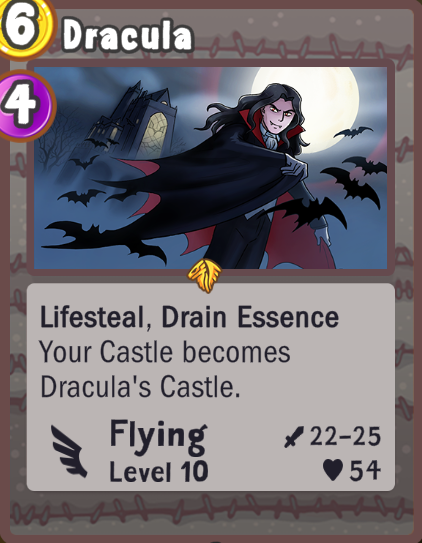 6
Dracula
4
Lifesteal, Drain Essence
Your Castle becomes
Dracula's Castle.
Flying
22–25
Level 10
54